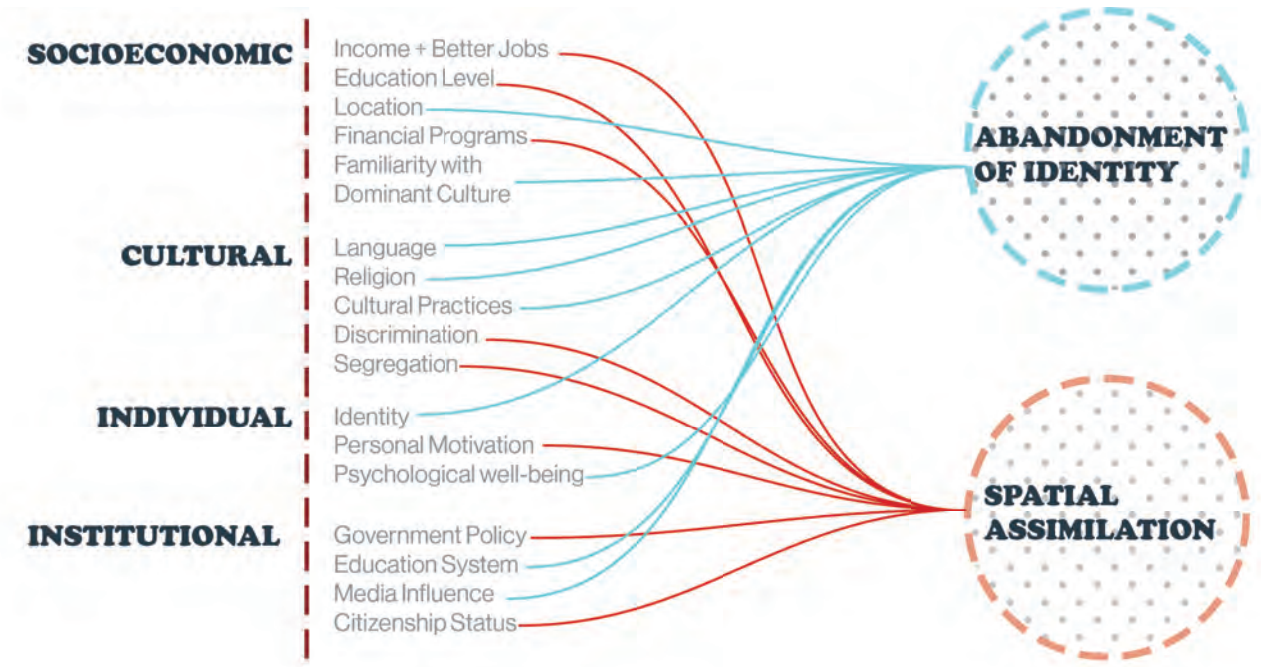 SOCIOECONOMIC
Income + Better Jobs
Education Level
Location
Financial Programs
Familiarity with
Dominant Culture
CULTURAL
Language
Religion
Cultural Practices
Discrimination
Segregation
INDIVIDUAL
Identity
Personal Motivation
Psychological well-being
INSTITUTIONAL
Government Policy
Education System
Media Influence
Citizenship Status
ABANDONMENT
OF IDENTITY
SPATIAL
ASSIMILATION